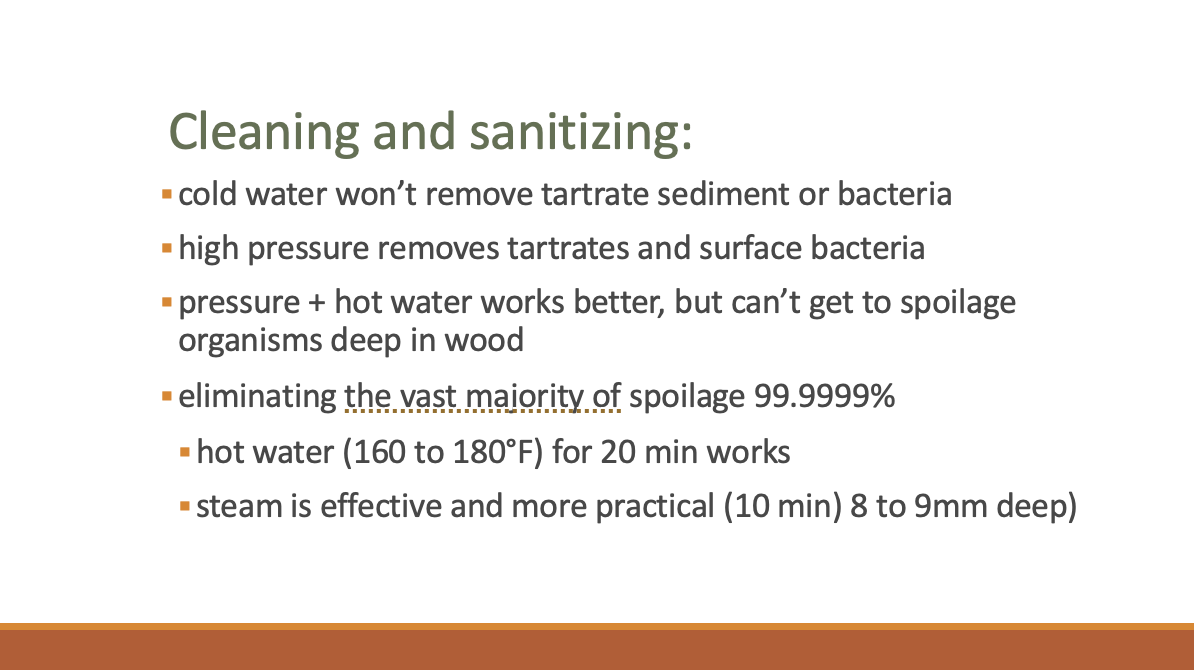 Cleaning and sanitizing:
▪ cold water won’t remove tartrate sediment or bacteria
▪ high pressure removes tartrates and surface bacteria
▪ pressure + hot water works better, but can’t get to spoilage
organisms deep in wood
▪ eliminating the vast majority of spoilage 99.9999%
▪ hot water (160 to 180°F) for 20 min works
▪ steam is effective and more practical (10 min) 8 to 9mm deep)